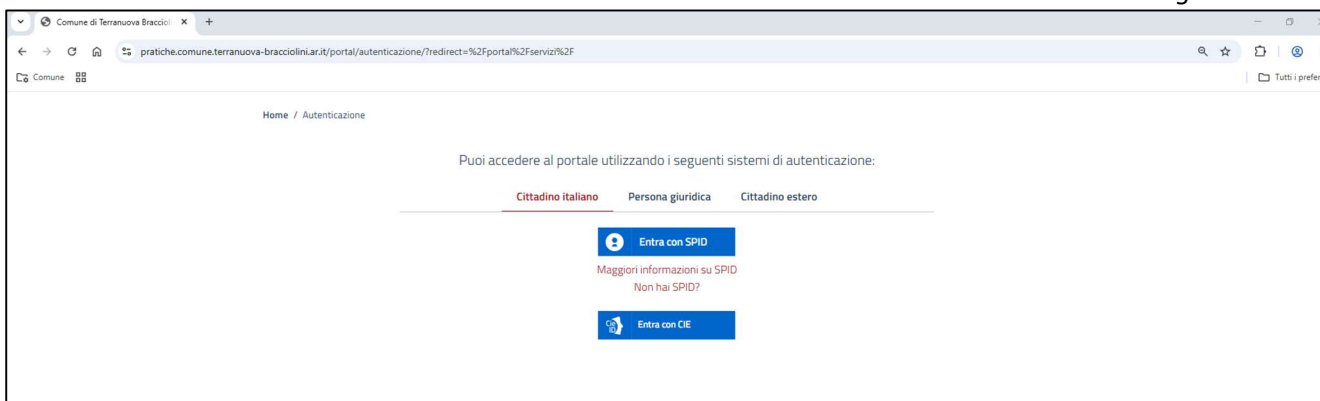 Comune di Terranuova Bracciol
pratiche.comune.terranuova-bracciolini.ar.it/portal/autenticazione/?redirect=%2Fportal%2Fservizi%2F
Comune
Tutti i prefer
Home / Autenticazione
Puoi accedere al portale utilizzando i seguenti sistemi di autenticazione:
Cittadino italiano Persona giuridica Cittadino estero
Entra con SPID
Maggiori informazioni su SPID
Non hai SPID?
Entra con CIE